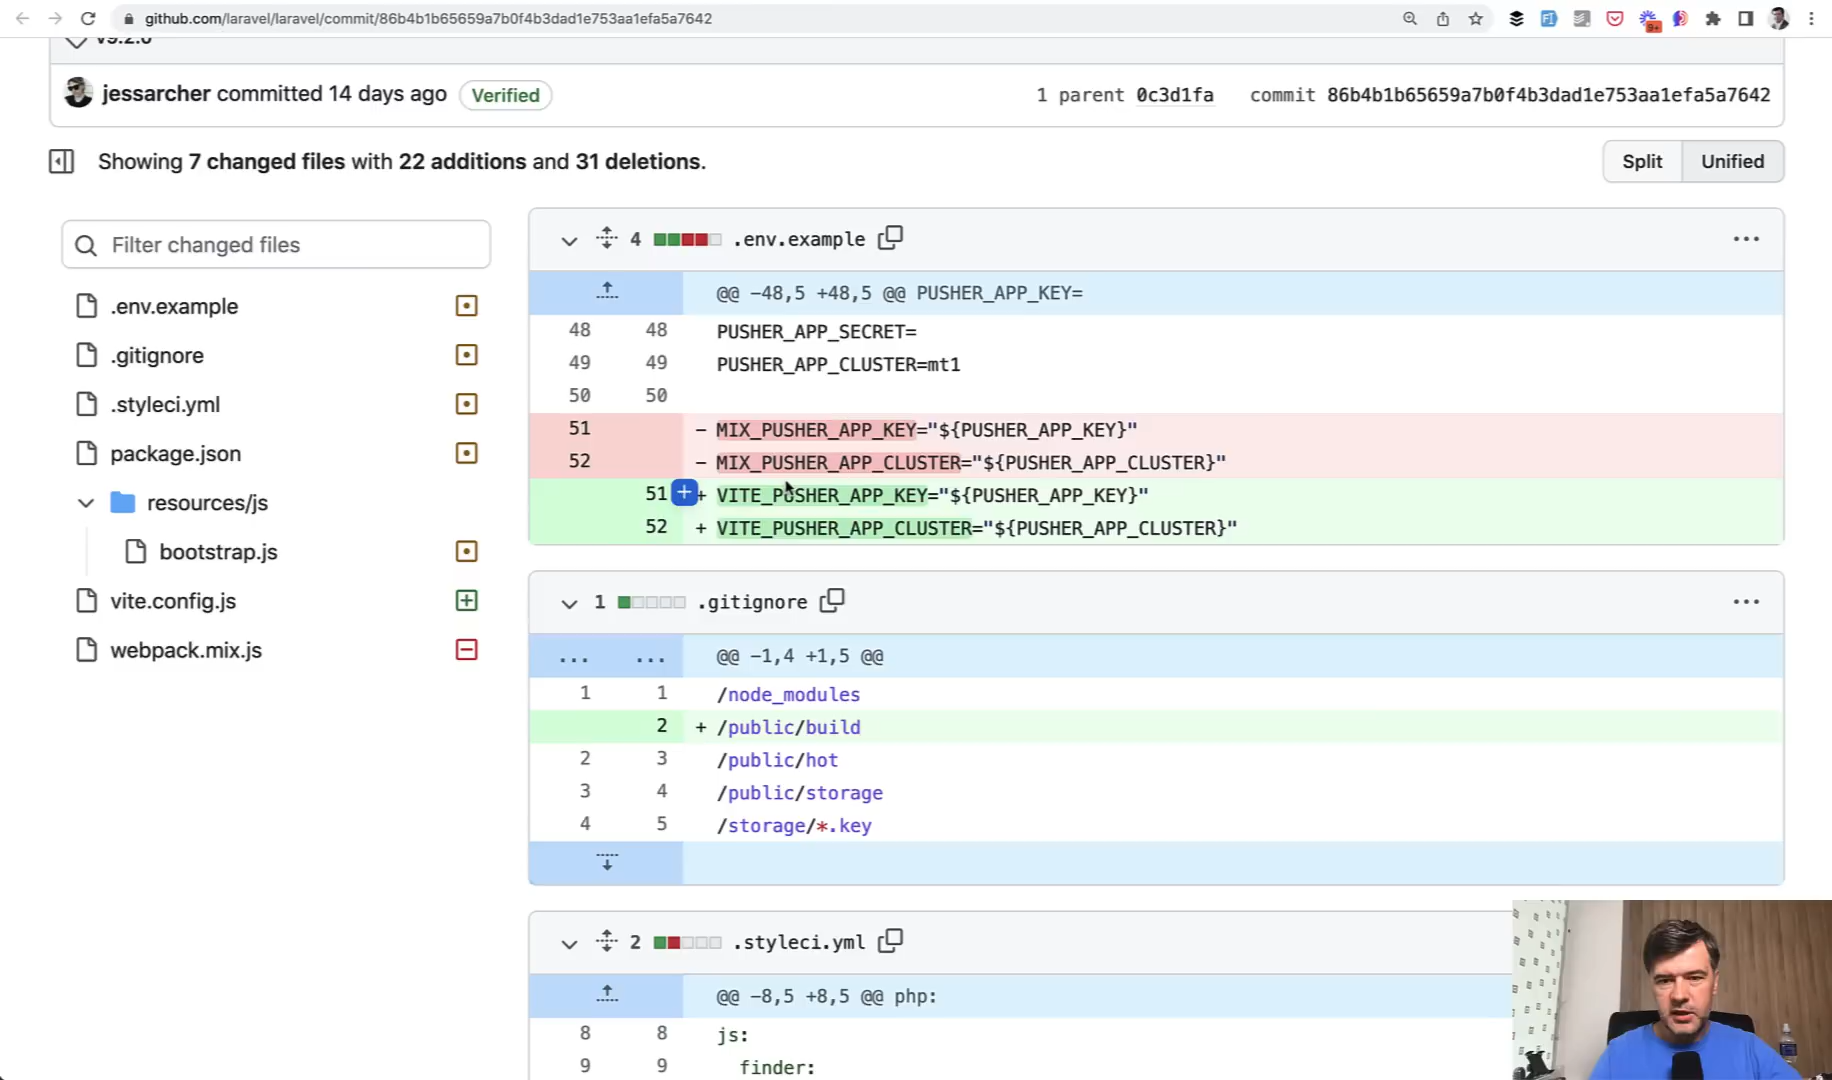 github.com/laravel/laravel/commit/86b4b1b65659a7b0f4b3dad1e753aa1efa5a7642
9+
v9.2.0
jessarcher committed 14 days ago Verified
1 parent 0c3d1fa commit 86b4b1b65659a7b0f4b3dad1e753aa1efa5a7642
Showing 7 changed files with 22 additions and 31 deletions.
Split Unified
Filter changed files
.env.example
.gitignore
.styleci.yml
package.json
resources/js
bootstrap.js
vite.config.js
webpack.mix.js
4 .env.example
@@ -48,5 +48,5 @@ PUSHER_APP_KEY=
48 48 PUSHER_APP_SECRET=
49 49 PUSHER_APP_CLUSTER=mt1
50 50
51 - MIX_PUSHER_APP_KEY="${PUSHER_APP_KEY}"
52 - MIX_PUSHER_APP_CLUSTER="${PUSHER_APP_CLUSTER}"
51 + VITE_PUSHER_APP_KEY="${PUSHER_APP_KEY}"
52 + VITE_PUSHER_APP_CLUSTER="${PUSHER_APP_CLUSTER}"
1 .gitignore
... ... @@ -1,4 +1,5 @@
1 1 /node_modules
2 + /public/build
2 3 /public/hot
3 4 /public/storage
4 5 /storage/*.key
2 .styleci.yml
@@ -8,5 +8,5 @@ php:
8 8 js:
9 9 finder: